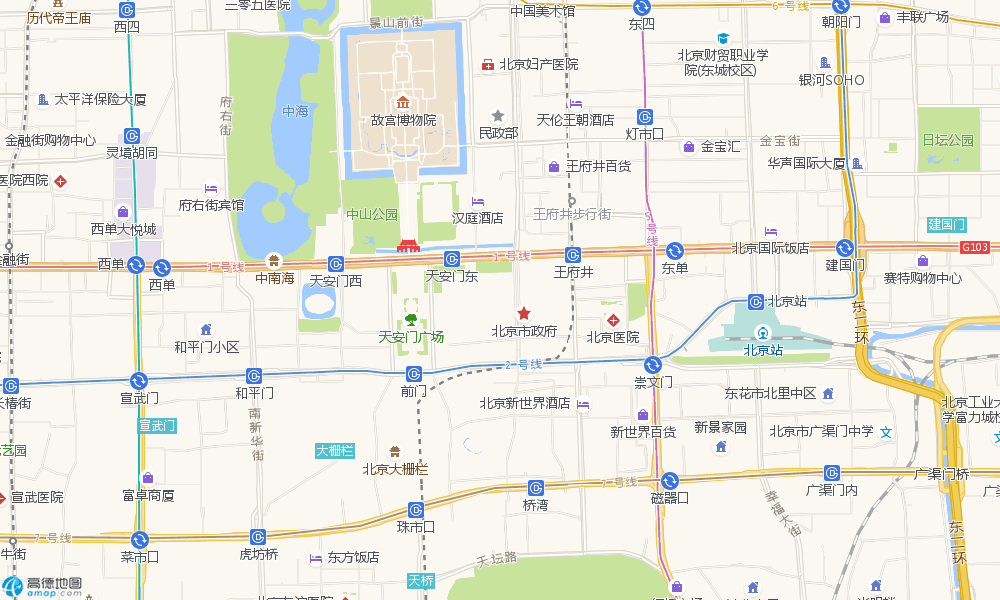 历代帝王庙
西四
三零五医院
景山前街
中国美术馆
东四
6号线
朝阳门
丰联广场
北京妇产医院
北京财贸职业学
院(东城校区)
银河SOHO
太平洋保险大厦
府右街
中海
故宫博物院
民政部
天伦王朝酒店
灯市口
金宝街
日坛公园
金融街购物中心
灵境胡同
金宝汇
华声国际大厦
医院西院
王府井百货
府右街宾馆
中山公园
汉庭酒店
王府井步行街
5号线
西单大悦城
建国门
北京国际饭店
G103
金融街
西单
西单
1号线
中南海
天安门西
天安门东
1号线
王府井
东单
建国门
赛特购物中心
北京站
东二环
天安门广场
北京市政府
北京医院
和平门小区
北京站
2号线
长椿街
宣武门
和平门
前门
崇文门
东花市北里中区
北京工业大
学富力城校
南新华街
北京新世界酒店
新世界百货
新景家园
北京市广渠门中学
宣武门
艺园
大栅栏
北京大栅栏
宣武医院
富卓商厦
桥湾
7号线
磁器口
广渠门内
广渠门桥
幸福大街
珠市口
东二环
7号线
牛街
菜市口
虎坊桥
东方饭店
天坛路
天桥
高德地图
amap.com